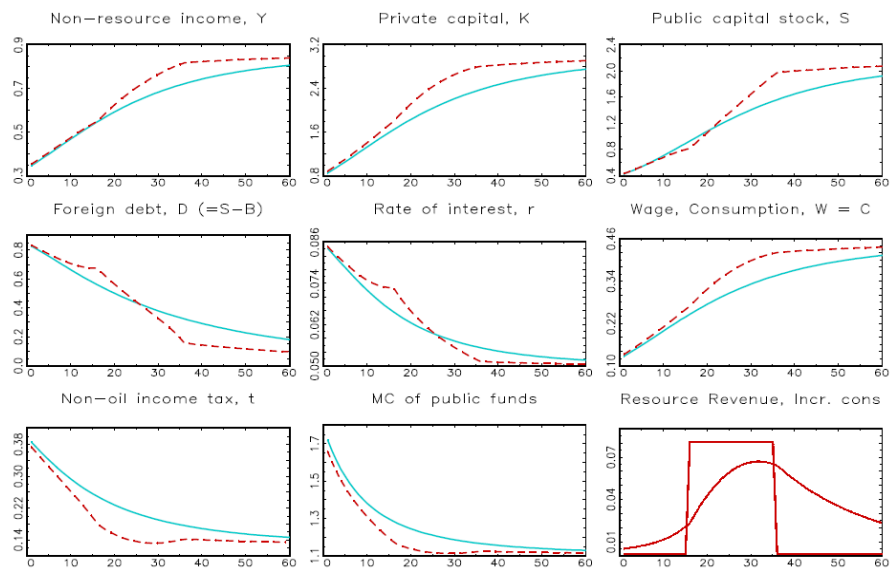 Non-resource income, Y
Private capital, K
Public capital stock, S
0.9
0.7
0.5
0.3
0 10 20 30 40 50 60
3.2
2.4
1.6
0.8
0 10 20 30 40 50 60
2.0
1.6
1.2
0.8
0.4
0 10 20 30 40 50 60
Foreign debt, D (=S-B)
Rate of interest, r
Wage, Consumption, W = C
0.8
0.6
0.4
0.2
0.0
0 10 20 30 40 50 60
0.086
0.074
0.062
0.050
0 10 20 30 40 50 60
0.46
0.34
0.22
0.10
0 10 20 30 40 50 60
Non-oil income tax, t
MC of public funds
Resource Revenue, Incr. cons
0.38
0.30
0.22
0.14
0 10 20 30 40 50 60
1.7
1.5
1.3
1.1
0 10 20 30 40 50 60
0.07
0.04
0.01
0 10 20 30 40 50 60